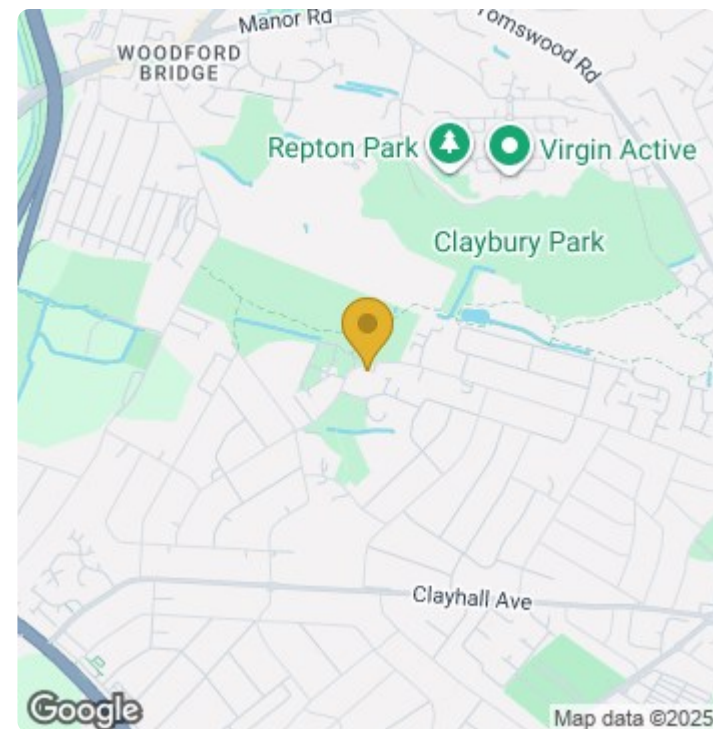 Manor Rd
WOODFORD
BRIDGE
Tomswood Rd
Repton Park
Virgin Active
Claybury Park
Clayhall Ave
Google
Map data ©2025